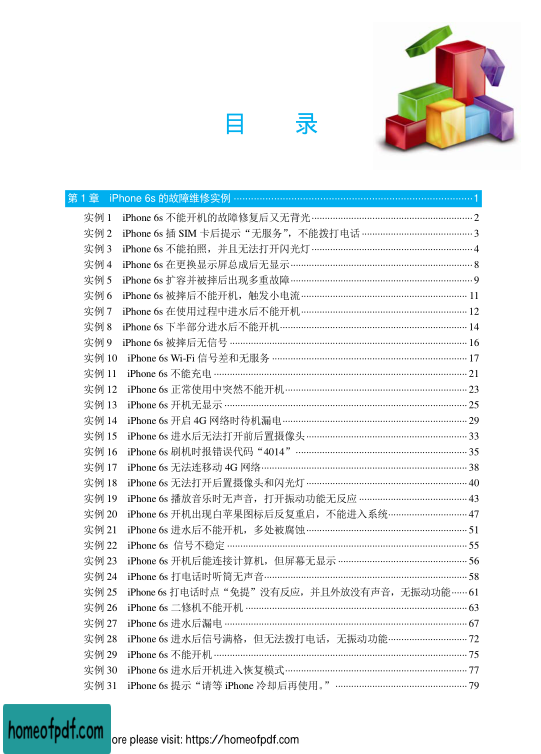 目 录
第 1 章 iPhone 6s 的故障维修实例 ········ 1
实例 1 iPhone 6s 不能开机的故障修复后又无背光 ········ 2
实例 2 iPhone 6s 插 SIM 卡后提示“无服务”，不能拨打电话 ········ 3
实例 3 iPhone 6s 不能拍照，并且无法打开闪光灯 ········ 4
实例 4 iPhone 6s 在更换显示屏总成后无显示 ········ 8
实例 5 iPhone 6s 扩容并被摔后出现多重故障 ········ 9
实例 6 iPhone 6s 被摔后不能开机，触发小电流 ········ 11
实例 7 iPhone 6s 在使用过程中进水后不能开机 ········ 12
实例 8 iPhone 6s 下半部分进水后不能开机 ········ 14
实例 9 iPhone 6s 被摔后无信号 ········ 16
实例 10 iPhone 6s Wi-Fi 信号差和无服务 ········ 17
实例 11 iPhone 6s 不能充电 ········ 21
实例 12 iPhone 6s 正常使用中突然不能开机 ········ 23
实例 13 iPhone 6s 开机无显示 ········ 25
实例 14 iPhone 6s 开启 4G 网络时待机漏电 ········ 29
实例 15 iPhone 6s 进水后无法打开前后置摄像头 ········ 33
实例 16 iPhone 6s 刷机时报错误代码“4014” ········ 35
实例 17 iPhone 6s 无法连移动 4G 网络 ········ 38
实例 18 iPhone 6s 无法打开后置摄像头和闪光灯 ········ 40
实例 19 iPhone 6s 播放音乐时无声音，打开振动功能无反应 ········ 43
实例 20 iPhone 6s 开机出现白苹果图标后反复重启，不能进入系统 ········ 47
实例 21 iPhone 6s 进水后不能开机，多处被腐蚀 ········ 51
实例 22 iPhone 6s 信号不稳定 ········ 55
实例 23 iPhone 6s 开机后能连接计算机，但屏幕无显示 ········ 56
实例 24 iPhone 6s 打电话时听筒无声音 ········ 58
实例 25 iPhone 6s 打电话时点“免提”没有反应，并且外放没有声音，无振动功能 ······ 61
实例 26 iPhone 6s 二修机不能开机 ········ 63
实例 27 iPhone 6s 进水后漏电 ········ 67
实例 28 iPhone 6s 进水后信号满格，但无法拨打电话，无振动功能 ········ 72
实例 29 iPhone 6s 不能开机 ········ 75
实例 30 iPhone 6s 进水后开机进入恢复模式 ········ 77
实例 31 iPhone 6s 提示“请等 iPhone 冷却后再使用。” ········ 79
homeofpdf.com
ore please visit: https://homeofpdf.com